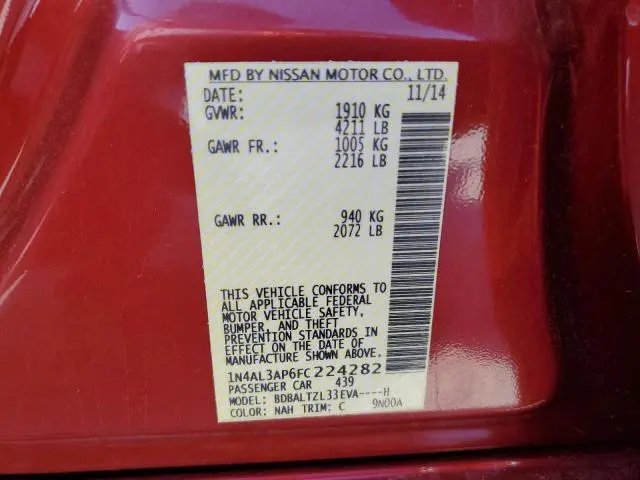 MFD BY NISSAN MOTOR CO., LTD.
DATE: 11/14
GVWR: 1910 KG
4211 LB
GAWR FR.: 1005 KG
2216 LB
GAWR RR.: 940 KG
2072 LB
THIS VEHICLE CONFORMS TO
ALL APPLICABLE FEDERAL
MOTOR VEHICLE SAFETY,
BUMPER, AND THEFT
PREVENTION STANDARDS IN
EFFECT ON THE DATE OF
MANUFACTURE SHOWN ABOVE.
1N4AL3AP6FC224282
PASSENGER CAR 439
MODEL: BDBALTZL33EVA----H
COLOR: NAH TRIM: C 9N00A